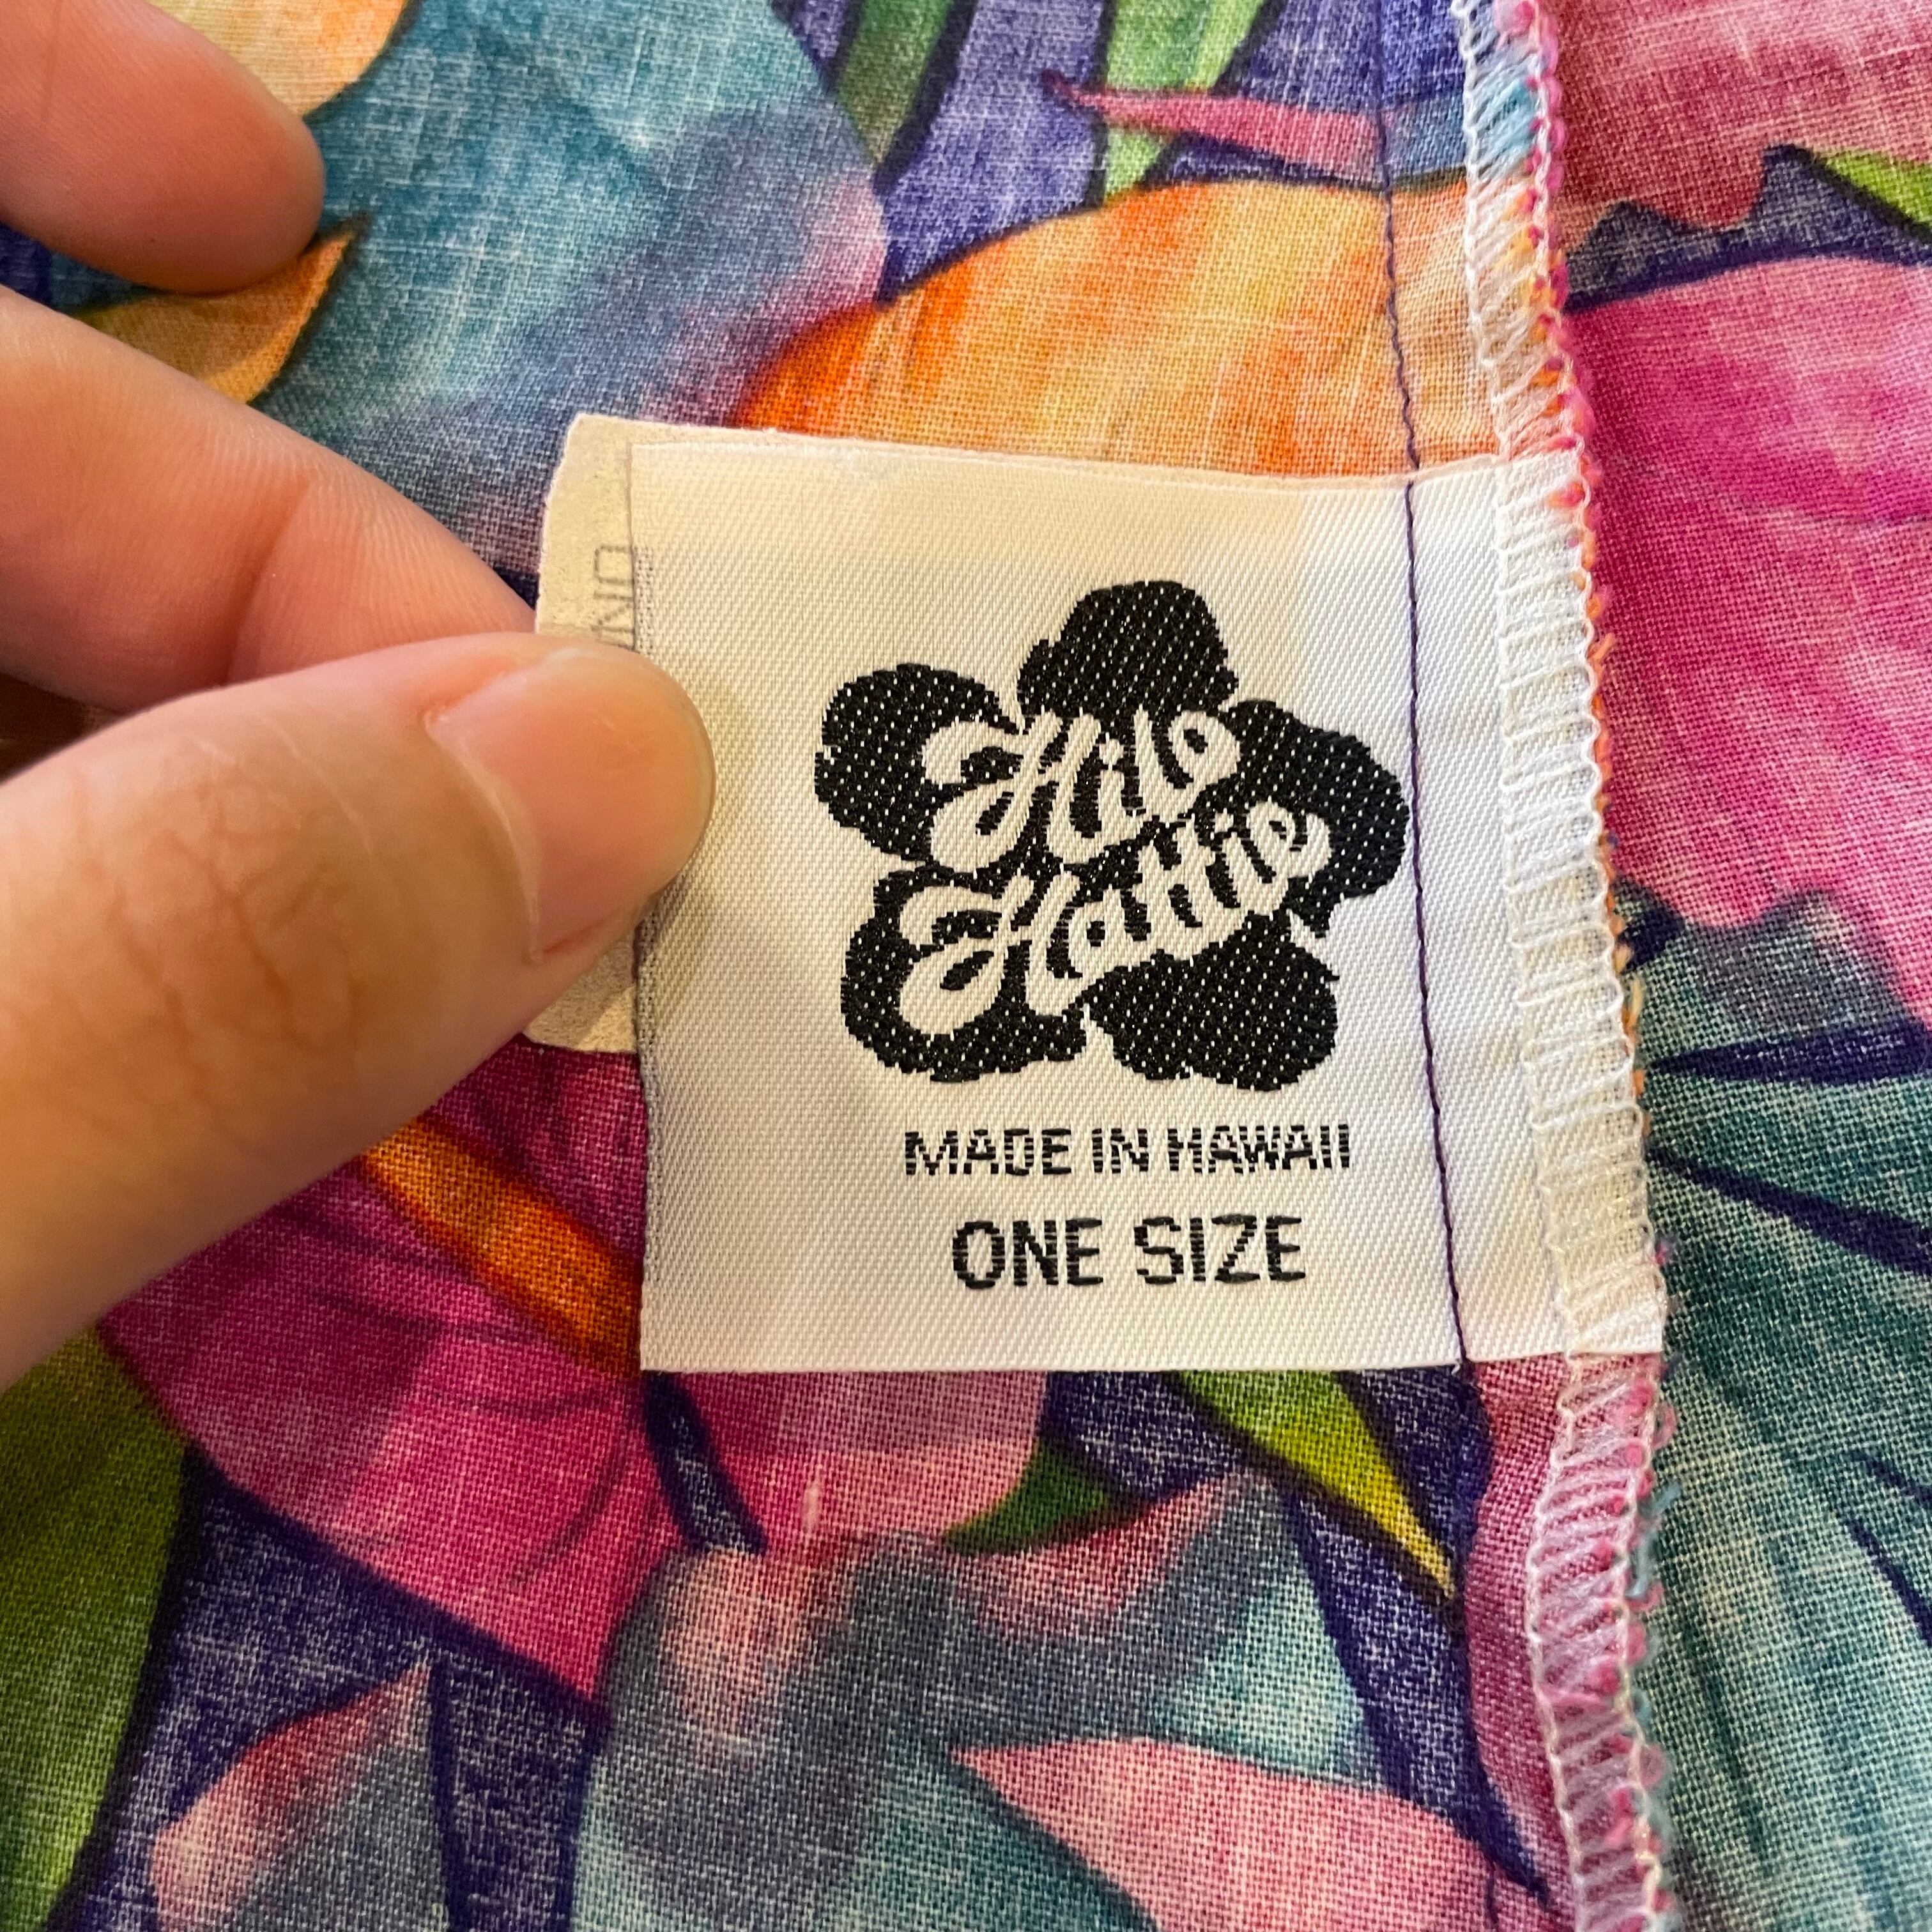 Hilo
Hattie
MADE IN HAWAII
ONE SIZE